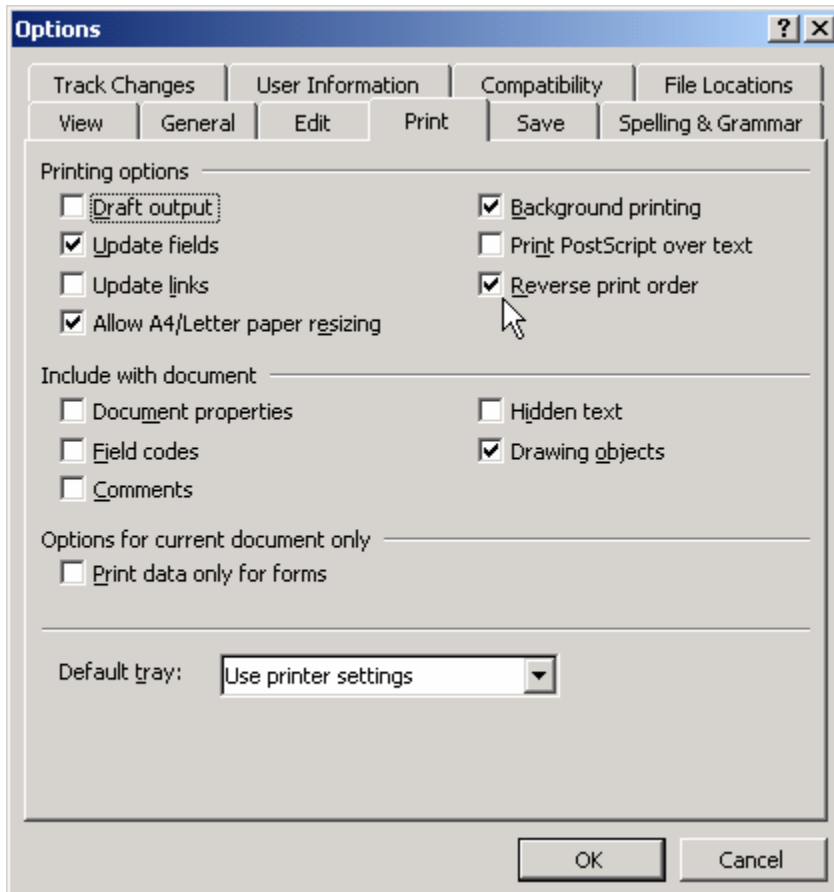 Options
Track Changes User Information Compatibility File Locations
View General Edit Print Save Spelling & Grammar
Printing options
Draft output Background printing
Update fields Print PostScript over text
Update links Reverse print order
Allow A4/Letter paper resizing
Include with document
Document properties Hidden text
Field codes Drawing objects
Comments
Options for current document only
Print data only for forms
Default tray: Use printer settings
OK Cancel